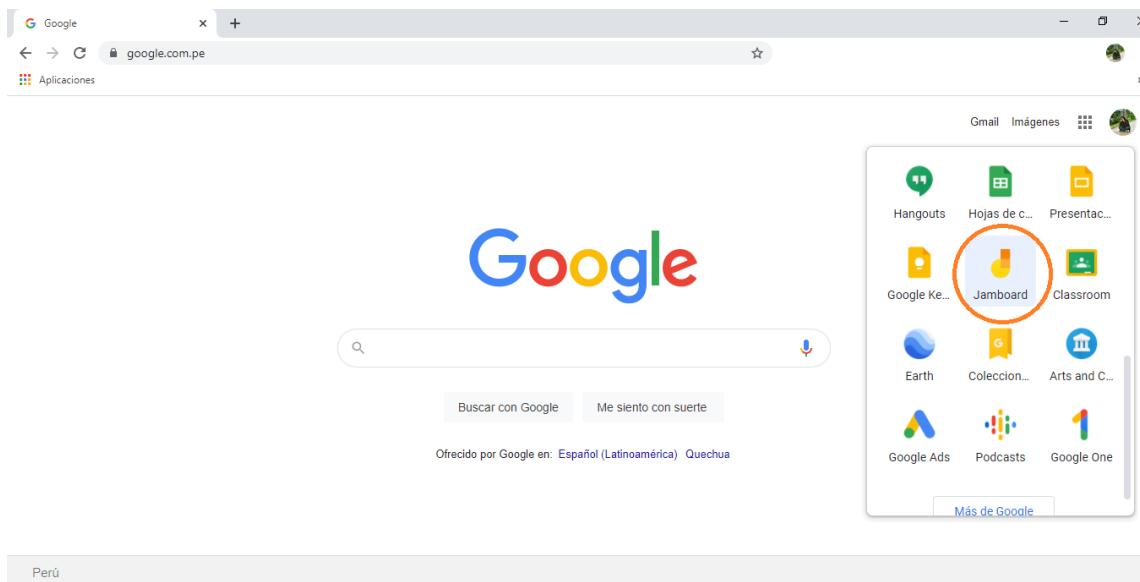 Google
google.com.pe
Aplicaciones
Gmail Imágenes
Hangouts Hojas de c... Presentac...
Google
Google Ke... Jamboard Classroom
Earth Coleccion... Arts and C...
Buscar con Google Me siento con suerte
Ofrecido por Google en: Español (Latinoamérica) Quechua
Google Ads Podcasts Google One
Más de Google
Perú